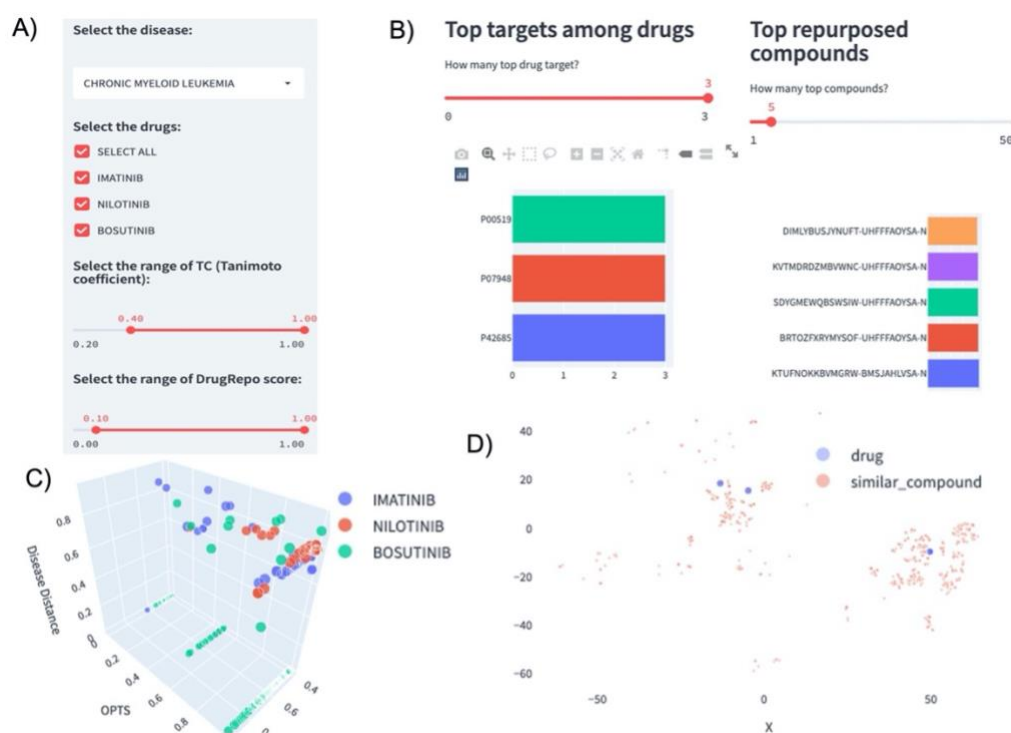 A)
Select the disease:
CHRONIC MYELOID LEUKEMIA
Select the drugs:
SELECT ALL
IMATINIB
NILOTINIB
BOSUTINIB
Select the range of TC (Tanimoto
coefficient):
0.40 1.00
0.20 1.00
Select the range of DrugRepo score:
0.10 1.00
0.00 1.00
B)
Top targets among drugs
How many top drug target?
3
0 3
P00519
P07948
P42685
0 1 2 3
Top repurposed
compounds
How many top compounds?
5
1 50
DIMLYBUSJYNUFT-UHFFFAOYSA-N
KVTMDRDZMBVWNC-UHFFFAOYSA-N
SDYGMEWQBSWSIW-UHFFFAOYSA-N
BRTOZFXRYMYSOF-UHFFFAOYSA-N
KTUFNOKKBVMGRW-BMSJAHLVSA-N
C)
IMATINIB
NILOTINIB
BOSUTINIB
Disease Distance
0.8
0.6
0.4
0.2
0
0
0.2
0.4
0.6
0.8
OPTS
0.4
0.6
D)
drug
similar_compound
40
20
0
−20
−40
−60
−50 0 50
X